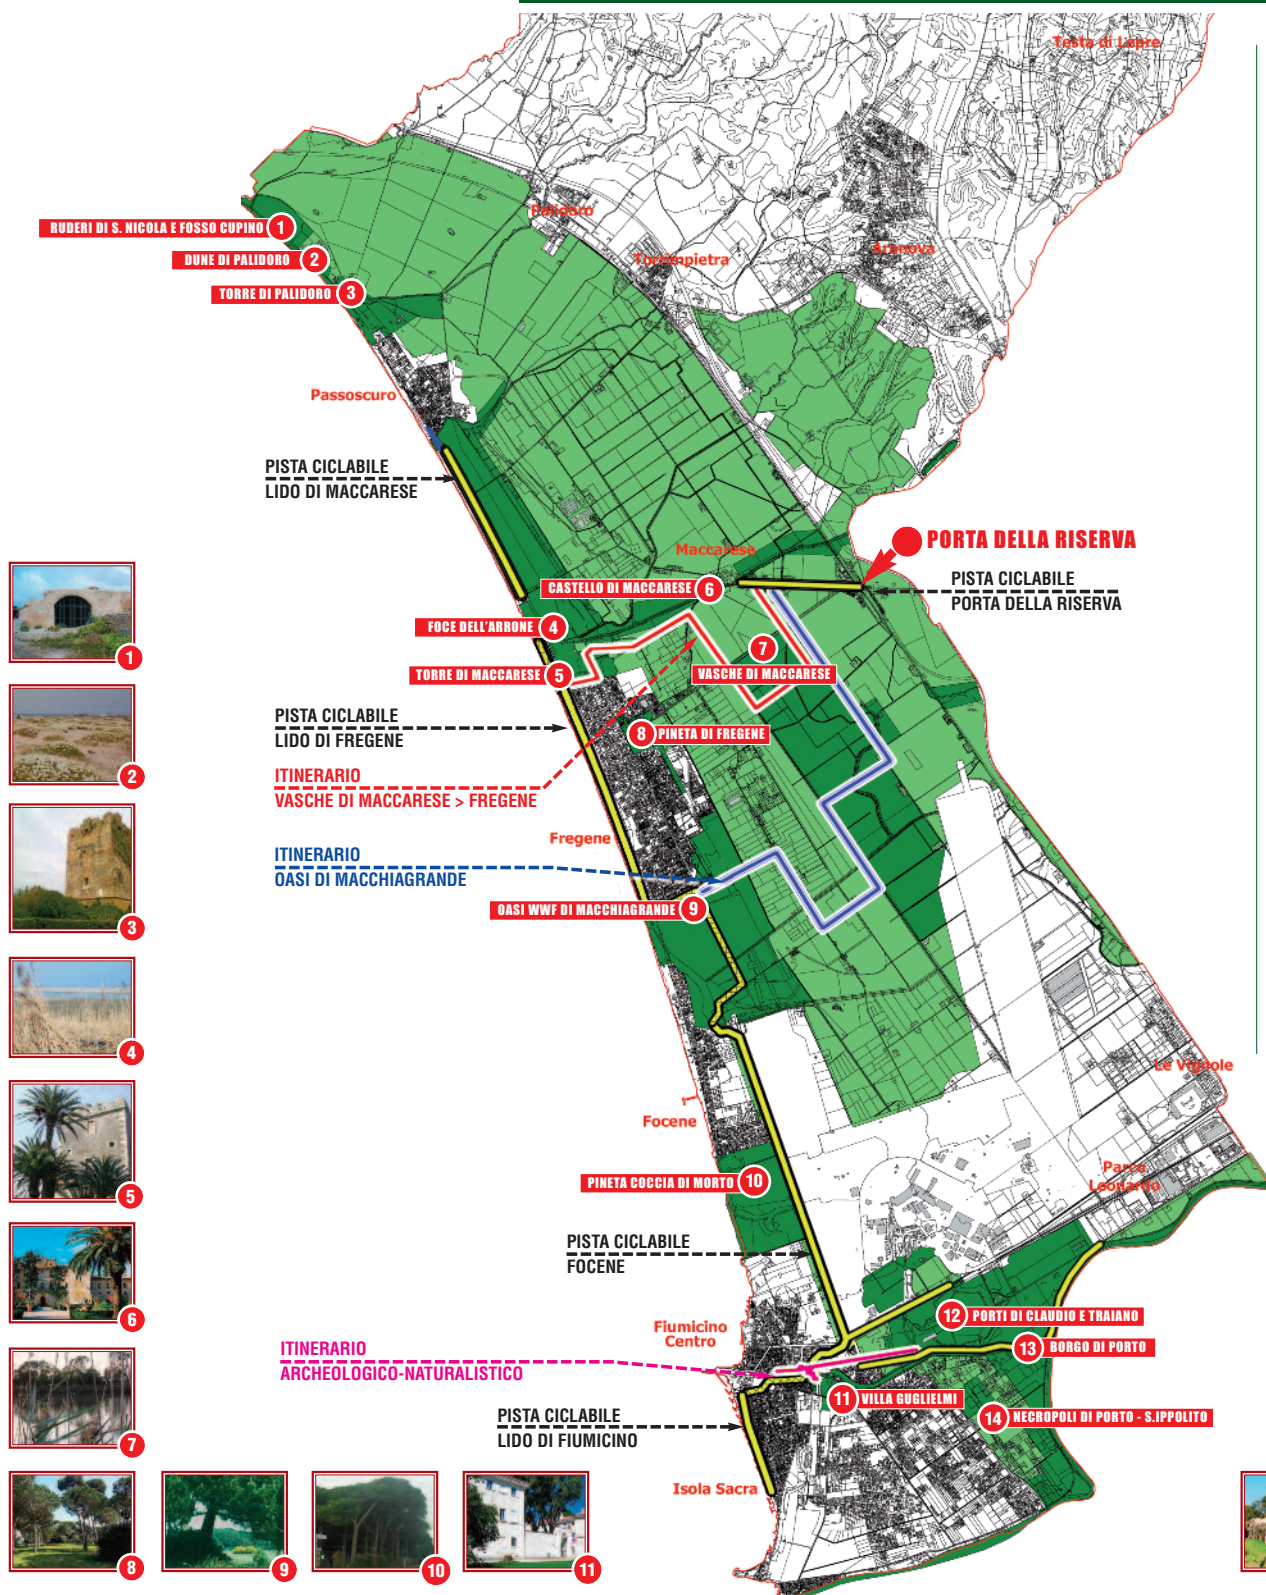 Testa di Lepre
Palidoro
RUDERI DI S. NICOLA E FOSSO CUPINO 1
Torrimpietra
Aranova
DUNE DI PALIDORO 2
TORRE DI PALIDORO 3
Passoscuro
PISTA CICLABILE
LIDO DI MACCARESE
PORTA DELLA RISERVA
Maccarese
PISTA CICLABILE
PORTA DELLA RISERVA
CASTELLO DI MACCARESE 6
FOCE DELL'ARRONE 4
7
VASCHE DI MACCARESE
TORRE DI MACCARESE 5
PISTA CICLABILE
LIDO DI FREGENE
8 PINETA DI FREGENE
ITINERARIO
VASCHE DI MACCARESE > FREGENE
Fregene
ITINERARIO
OASI DI MACCHIAGRANDE
OASI WWF DI MACCHIAGRANDE 9
Le Vignole
Focene
Parco
Leonardo
PINETA COCCIA DI MORTO 10
PISTA CICLABILE
FOCENE
12 PORTI DI CLAUDIO E TRAIANO
Fiumicino
Centro
13 BORGO DI PORTO
ITINERARIO
ARCHEOLOGICO-NATURALISTICO
11 VILLA GUGLIELMI
14 NECROPOLI DI PORTO - S.IPPOLITO
PISTA CICLABILE
LIDO DI FIUMICINO
Isola Sacra
1
2
3
4
5
6
7
8
9
10
11